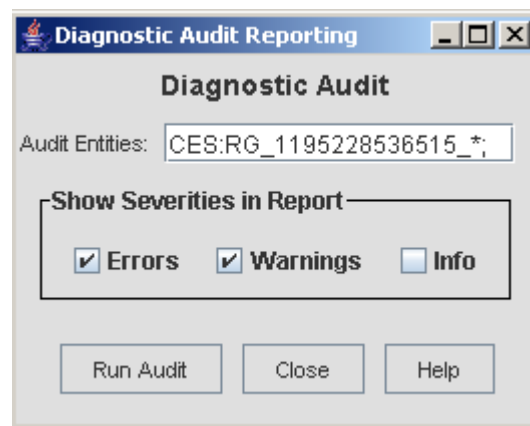 Diagnostic Audit Reporting
Diagnostic Audit
Audit Entities: CES:RG_1195228536515_*;
Show Severities in Report
Errors Warnings Info
Run Audit Close Help